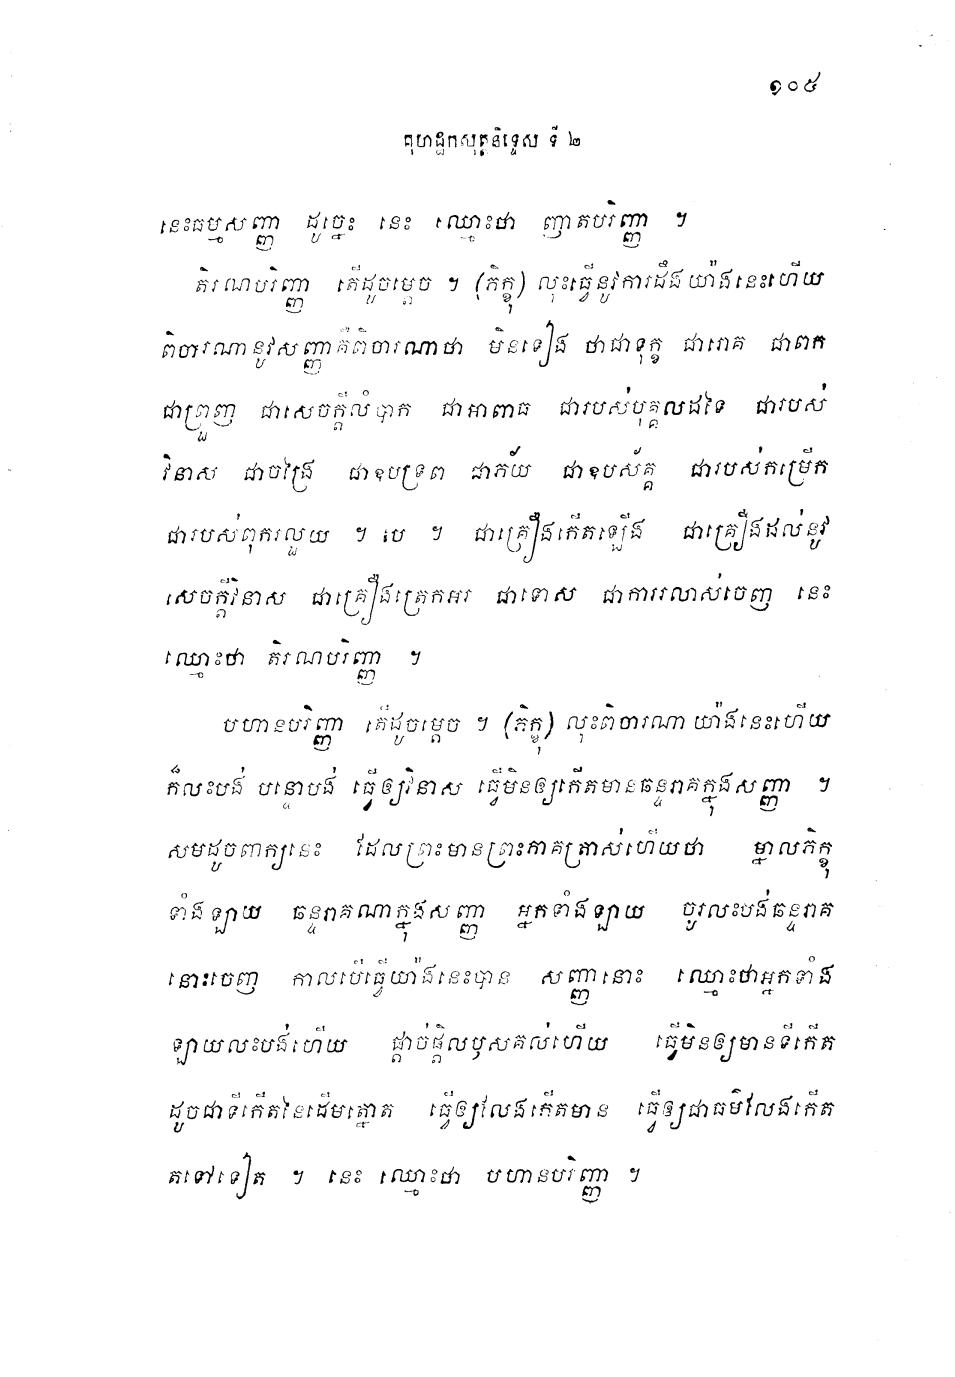 ១០៥
គុហដ្ឋកសុត្តនិទ្ទេស ទី ២
នេះធម្មសញ្ញា ដូច្នេះ នេះ ឈ្មោះថា ញាតបរិញ្ញា ។
តិរណបរិញ្ញា តើដូចម្តេច ។ (ភិក្ខុ) លុះធ្វើនូវការដឹងយ៉ាងនេះហើយ
ពិចារណានូវសញ្ញាគឺពិចារណាថា មិនទៀង ថាជាទុក្ខ ជារោគ ជាពក
ជាព្រួញ ជាសេចក្តីលំបាក ជាអាពាធ ជារបស់បុគ្គលដទៃ ជារបស់
វិនាស ជាចង្រៃ ជាឧបទ្រព ជាភ័យ ជាឧបស័គ្គ ជារបស់កម្រើក
ជារបស់ពុករលួយ ។ បេ ។ ជាគ្រឿងកើតឡើង ជាគ្រឿងដល់នូវ
សេចក្តីវិនាស ជាគ្រឿងត្រេកអរ ជាទោស ជាការរលាស់ចេញ នេះ
ឈ្មោះថា តិរណបរិញ្ញា ។
បហានបរិញ្ញា តើដូចម្តេច ។ (ភិក្ខុ) លុះពិចារណា យ៉ាងនេះហើយ
ក៏លះបង់ បន្ទោបង់ ធ្វើឲ្យវិនាស ធ្វើមិនឲ្យកើតមានឆន្ទរាគក្នុងសញ្ញា ។
សមដូចពាក្យនេះ ដែលព្រះមានព្រះភាគត្រាស់ហើយថា ម្នាលភិក្ខុ
ទាំងឡាយ ឆន្ទរាគណាក្នុងសញ្ញា អ្នកទាំងឡាយ ចូរលះបង់ឆន្ទរាគ
នោះចេញ កាលបើធ្វើយ៉ាងនេះបាន សញ្ញានោះ ឈ្មោះថាអ្នកទាំង
ឡាយលះបង់ហើយ ផ្តាច់ផ្តិលឫសគល់ហើយ ធ្វើមិនឲ្យមានទីកើត
ដូចជាទីកើតនៃដើមត្នោត ធ្វើឲ្យលែងកើតមាន ធ្វើឲ្យជាធម៌លែងកើត
តទៅទៀត ។ នេះ ឈ្មោះថា បហានបរិញ្ញា ។